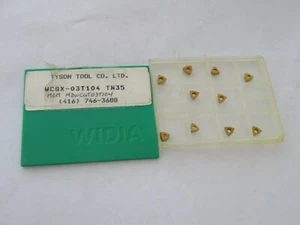 TYSON TOOL CO. LTD.
WCGX-03T104 TN35
(416) 746-3688
WIDIA